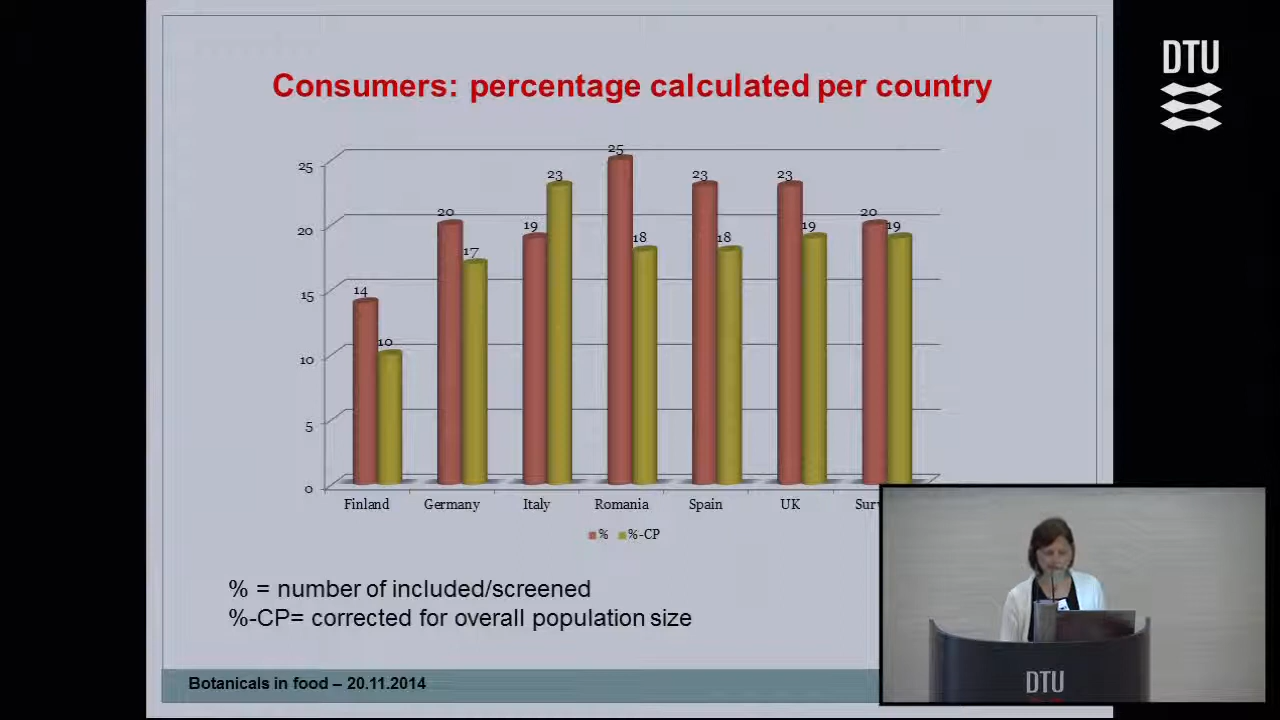 DTU
Consumers: percentage calculated per country
25
20
15
10
5
0
14
10
20
17
19
23
25
18
23
18
23
19
20
19
Finland Germany Italy Romania Spain UK
% %-CP
% = number of included/screened
%-CP= corrected for overall population size
Botanicals in food – 20.11.2014
DTU